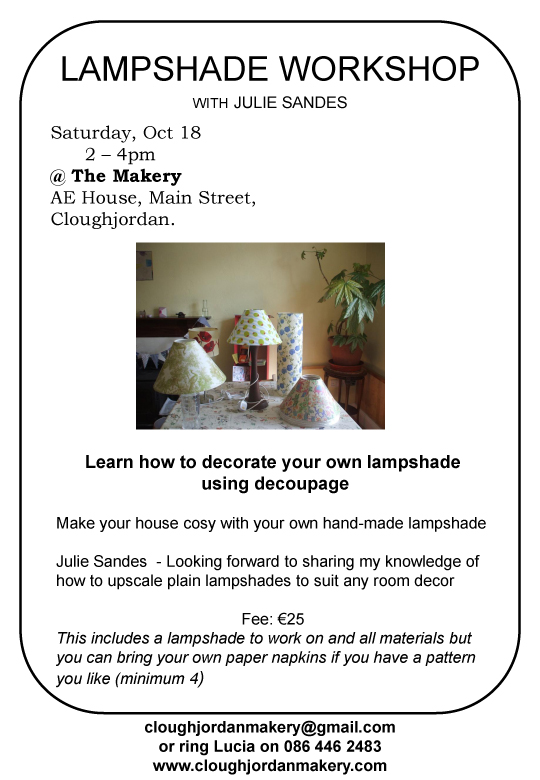 LAMPSHADE WORKSHOP
WITH JULIE SANDES
Saturday, Oct 18
2 – 4pm
@ The Makery
AE House, Main Street,
Cloughjordan.
Learn how to decorate your own lampshade
using decoupage
Make your house cosy with your own hand-made lampshade
Julie Sandes - Looking forward to sharing my knowledge of
how to upscale plain lampshades to suit any room decor
Fee: €25
This includes a lampshade to work on and all materials but
you can bring your own paper napkins if you have a pattern
you like (minimum 4)
cloughjordanmakery@gmail.com
or ring Lucia on 086 446 2483
www.cloughjordanmakery.com